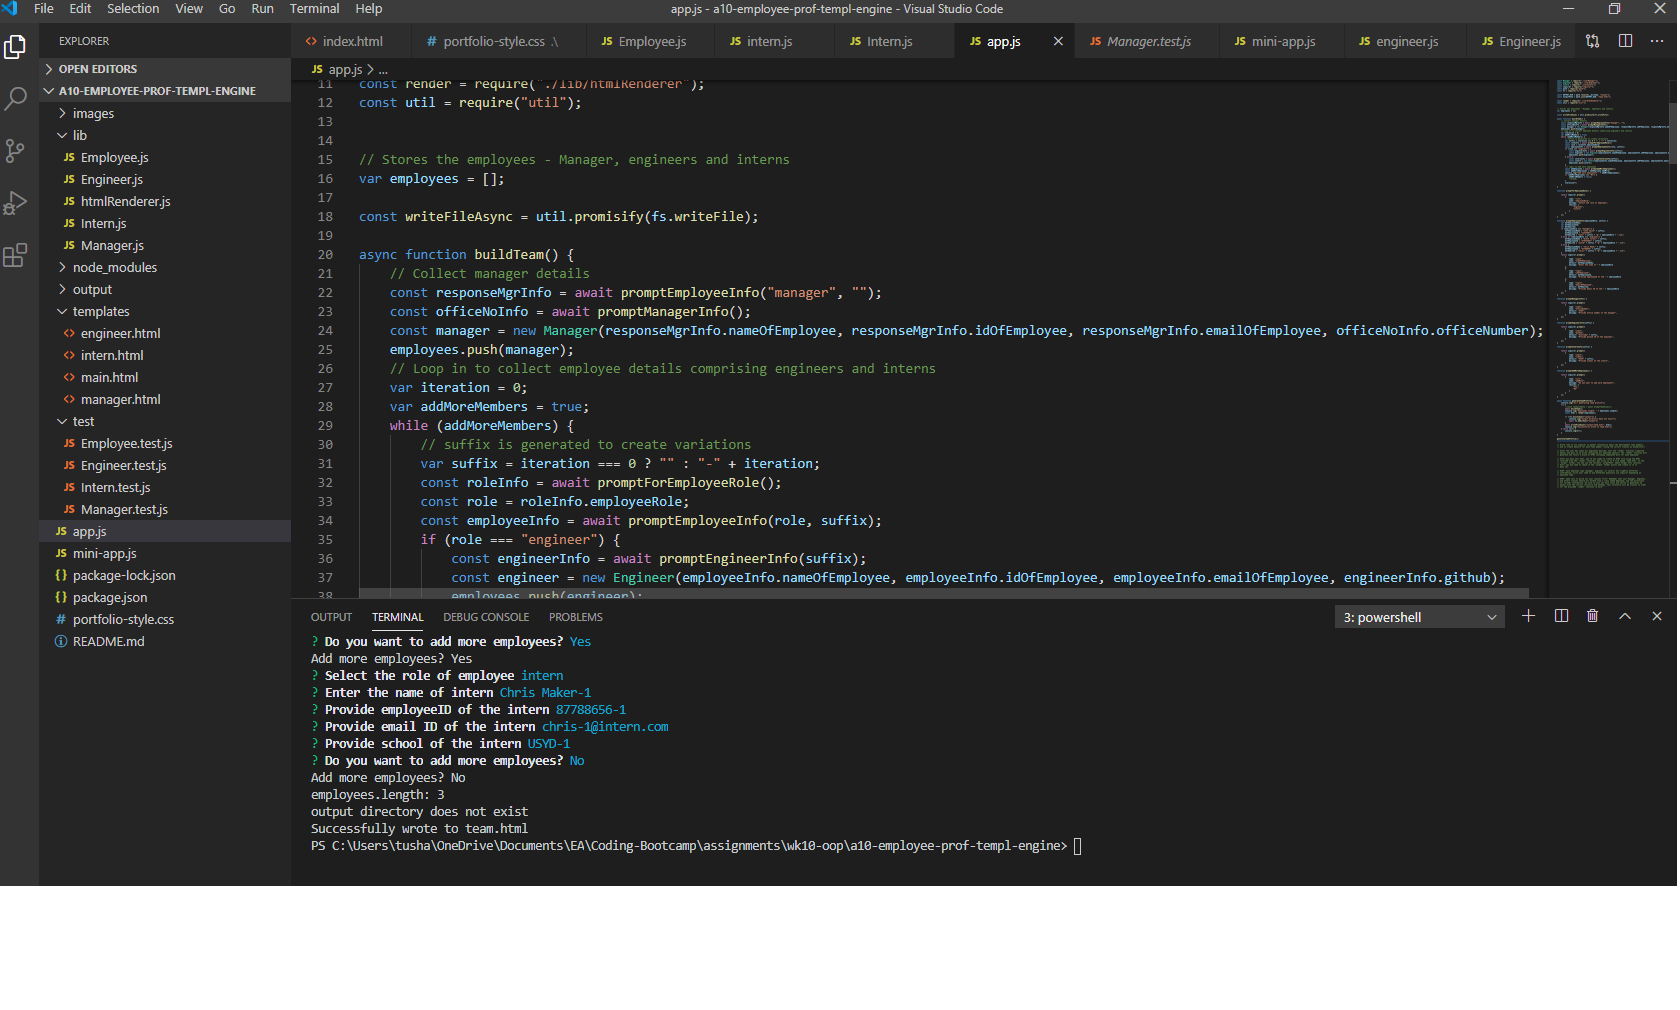 File Edit Selection View Go Run Terminal Help
app.js - a10-employee-prof-templ-engine - Visual Studio Code
EXPLORER
OPEN EDITORS
A10-EMPLOYEE-PROF-TEMPL-ENGINE
images
lib
JS Employee.js
JS Engineer.js
JS htmlRenderer.js
JS Intern.js
JS Manager.js
node_modules
output
templates
<> engineer.html
<> intern.html
<> main.html
<> manager.html
test
JS Employee.test.js
JS Engineer.test.js
JS Intern.test.js
JS Manager.test.js
JS app.js
JS mini-app.js
{} package-lock.json
{} package.json
# portfolio-style.css
README.md
<> index.html # portfolio-style.css .\ JS Employee.js JS intern.js JS Intern.js JS app.js JS Manager.test.js JS mini-app.js JS engineer.js JS Engineer.js
JS app.js > ...
11 const render = require("./lib/htmlRenderer");
12 const util = require("util");
13
14
15 // Stores the employees - Manager, engineers and interns
16 var employees = [];
17
18 const writeFileAsync = util.promisify(fs.writeFile);
19
20 async function buildTeam() {
21 // Collect manager details
22 const responseMgrInfo = await promptEmployeeInfo("manager", "");
23 const officeNoInfo = await promptManagerInfo();
24 const manager = new Manager(responseMgrInfo.nameOfEmployee, responseMgrInfo.idOfEmployee, responseMgrInfo.emailOfEmployee, officeNoInfo.officeNumber);
25 employees.push(manager);
26 // Loop in to collect employee details comprising engineers and interns
27 var iteration = 0;
28 var addMoreMembers = true;
29 while (addMoreMembers) {
30 // suffix is generated to create variations
31 var suffix = iteration === 0 ? "" : "-" + iteration;
32 const roleInfo = await promptForEmployeeRole();
33 const role = roleInfo.employeeRole;
34 const employeeInfo = await promptEmployeeInfo(role, suffix);
35 if (role === "engineer") {
36 const engineerInfo = await promptEngineerInfo(suffix);
37 const engineer = new Engineer(employeeInfo.nameOfEmployee, employeeInfo.idOfEmployee, employeeInfo.emailOfEmployee, engineerInfo.github);
38 employees.push(engineer);
OUTPUT TERMINAL DEBUG CONSOLE PROBLEMS
3: powershell
? Do you want to add more employees? Yes
Add more employees? Yes
? Select the role of employee intern
? Enter the name of intern Chris Maker-1
? Provide employeeID of the intern 87788656-1
? Provide email ID of the intern chris-1@intern.com
? Provide school of the intern USYD-1
? Do you want to add more employees? No
Add more employees? No
employees.length: 3
output directory does not exist
Successfully wrote to team.html
PS C:\Users\tusha\OneDrive\Documents\EA\Coding-Bootcamp\assignments\wk10-oop\a10-employee-prof-templ-engine>